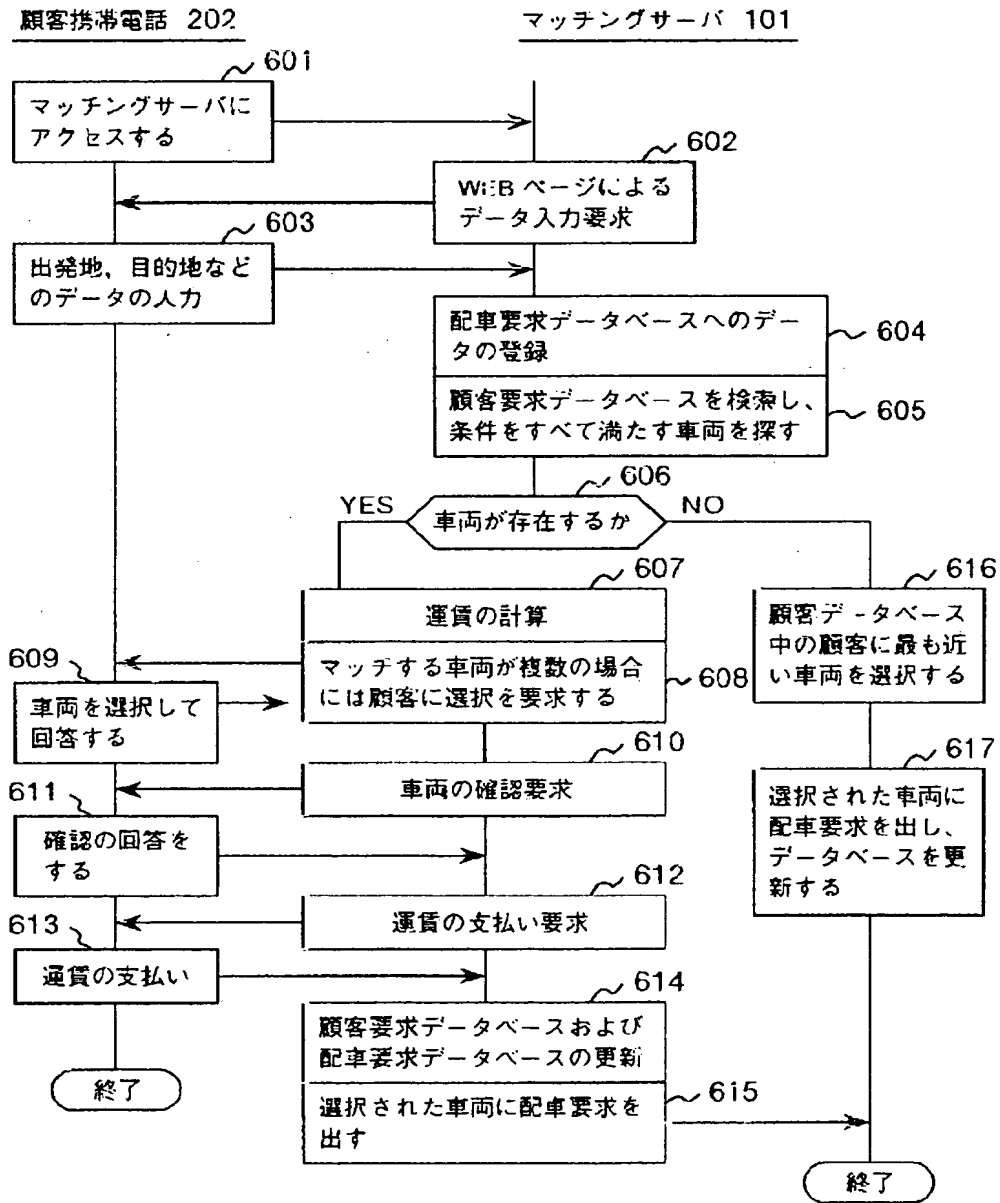 顧客携帯電話 202
マッチングサーバ 101
601
マッチングサーバに
アクセスする
602
WEBページによる
データ入力要求
603
出発地，目的地など
のデータの入力
配車要求データベースへのデー
タの登録
604
顧客要求データベースを検索し、
条件をすべて満たす車両を探す
605
606
YES
車両が存在するか
NO
607
運賃の計算
マッチする車両が複数の場合
には顧客に選択を要求する
608
609
車両を選択して
回答する
610
車両の確認要求
611
確認の回答を
する
612
運賃の支払い要求
613
運賃の支払い
614
顧客要求データベースおよび
配車要求データベースの更新
615
選択された車両に配車要求を
出す
終了
616
顧客データベース
中の顧客に最も近
い車両を選択する
617
選択された車両に
配車要求を出し、
データベースを更
新する
終了